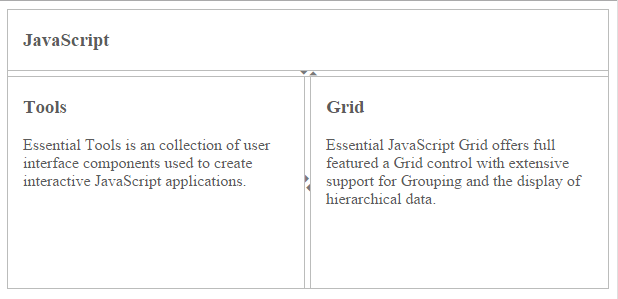 JavaScript
Tools
Essential Tools is an collection of user
interface components used to create
interactive JavaScript applications.
Grid
Essential JavaScript Grid offers full
featured a Grid control with extensive
support for Grouping and the display of
hierarchical data.